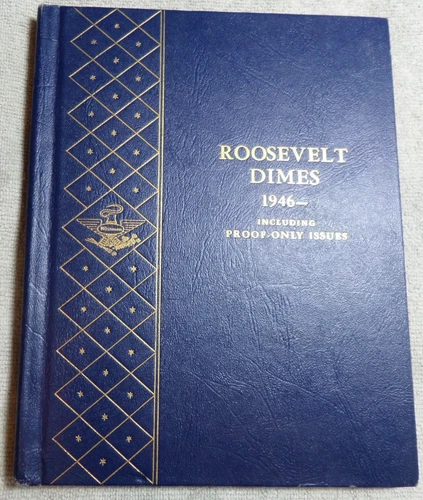 ROOSEVELT
DIMES
1946–
INCLUDING
PROOF-ONLY ISSUES